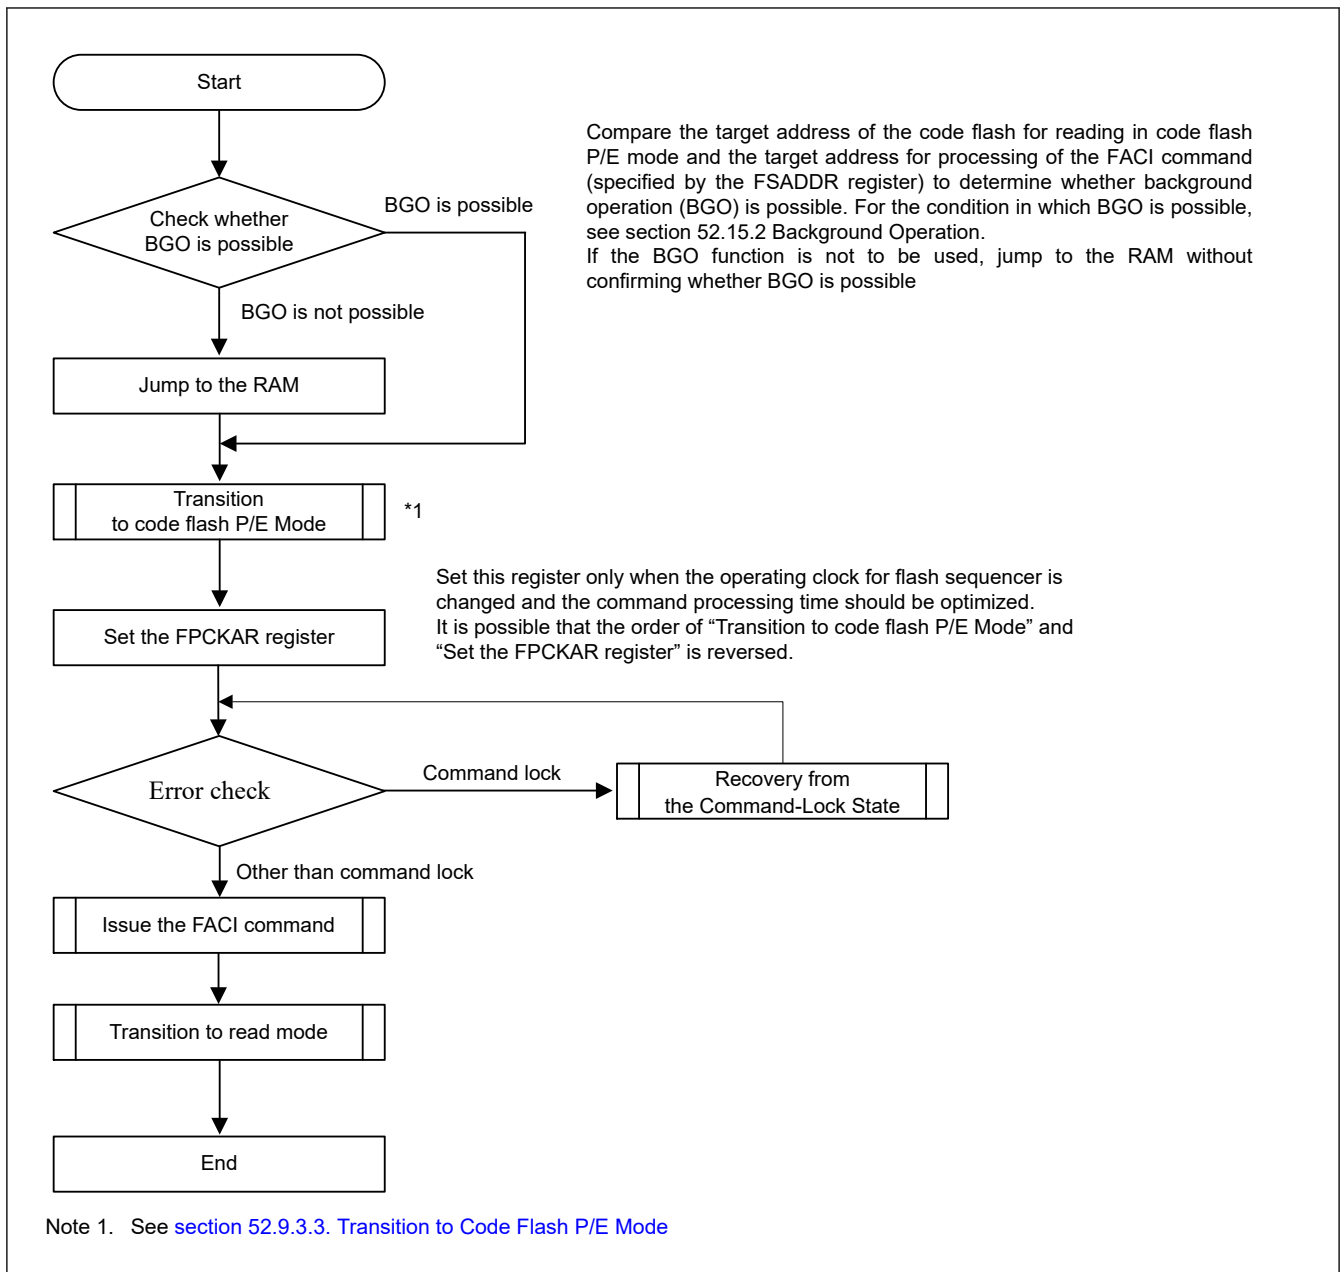 Start
Compare the target address of the code flash for reading in code flash
P/E mode and the target address for processing of the FACI command
(specified by the FSADDR register) to determine whether background
operation (BGO) is possible. For the condition in which BGO is possible,
see section 52.15.2 Background Operation.
If the BGO function is not to be used, jump to the RAM without
confirming whether BGO is possible
Check whether
BGO is possible
BGO is possible
BGO is not possible
Jump to the RAM
Transition
to code flash P/E Mode
*1
Set this register only when the operating clock for flash sequencer is
changed and the command processing time should be optimized.
It is possible that the order of “Transition to code flash P/E Mode” and
“Set the FPCKAR register” is reversed.
Set the FPCKAR register
Error check
Command lock
Recovery from
the Command-Lock State
Other than command lock
Issue the FACI command
Transition to read mode
End
Note 1. See section 52.9.3.3. Transition to Code Flash P/E Mode